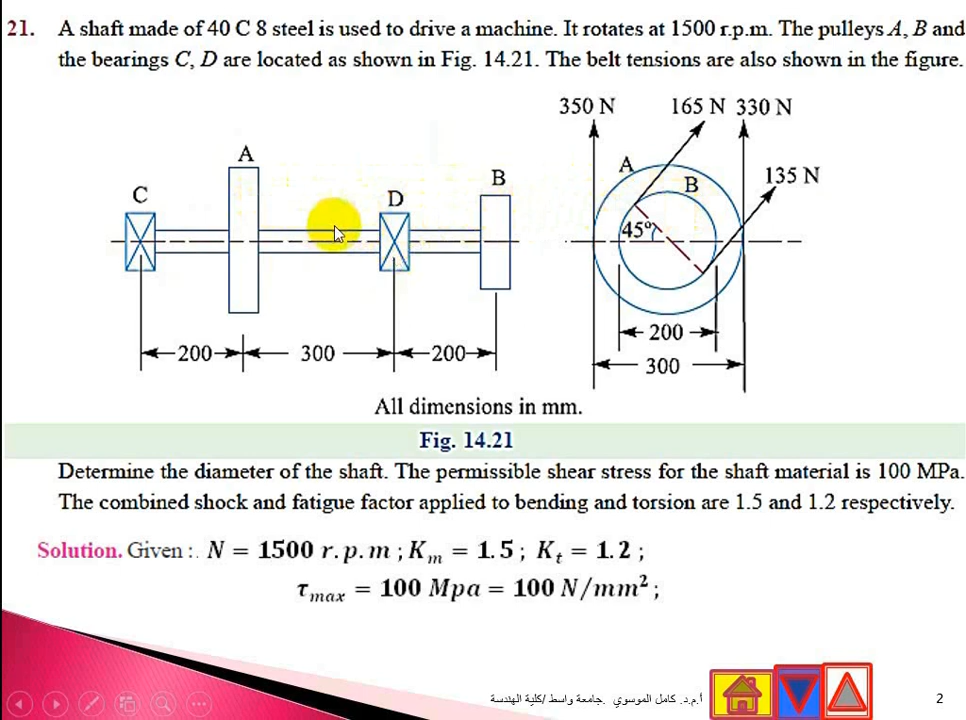 21. A shaft made of 40 C 8 steel is used to drive a machine. It rotates at 1500 r.p.m. The pulleys A, B and
the bearings C, D are located as shown in Fig. 14.21. The belt tensions are also shown in the figure.
350 N 165 N 330 N
A A 135 N
C D B B
45º
200 300 200 200
300
All dimensions in mm.
Fig. 14.21
Determine the diameter of the shaft. The permissible shear stress for the shaft material is 100 MPa.
The combined shock and fatigue factor applied to bending and torsion are 1.5 and 1.2 respectively.
Solution. Given :. N = 1500 r.p.m ; Kₘ = 1.5 ; Kₜ = 1.2 ;
τₘₐₓ = 100 Mpa = 100 N/mm² ;
أ.م.د. كامل الموسوي .جامعة واسط /كلية الهندسة
2